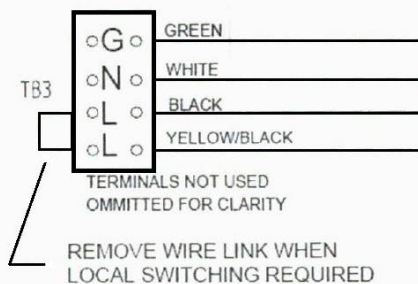 G GREEN
N WHITE
TB3
L BLACK
L YELLOW/BLACK
TERMINALS NOT USED
OMMITTED FOR CLARITY
REMOVE WIRE LINK WHEN
LOCAL SWITCHING REQUIRED